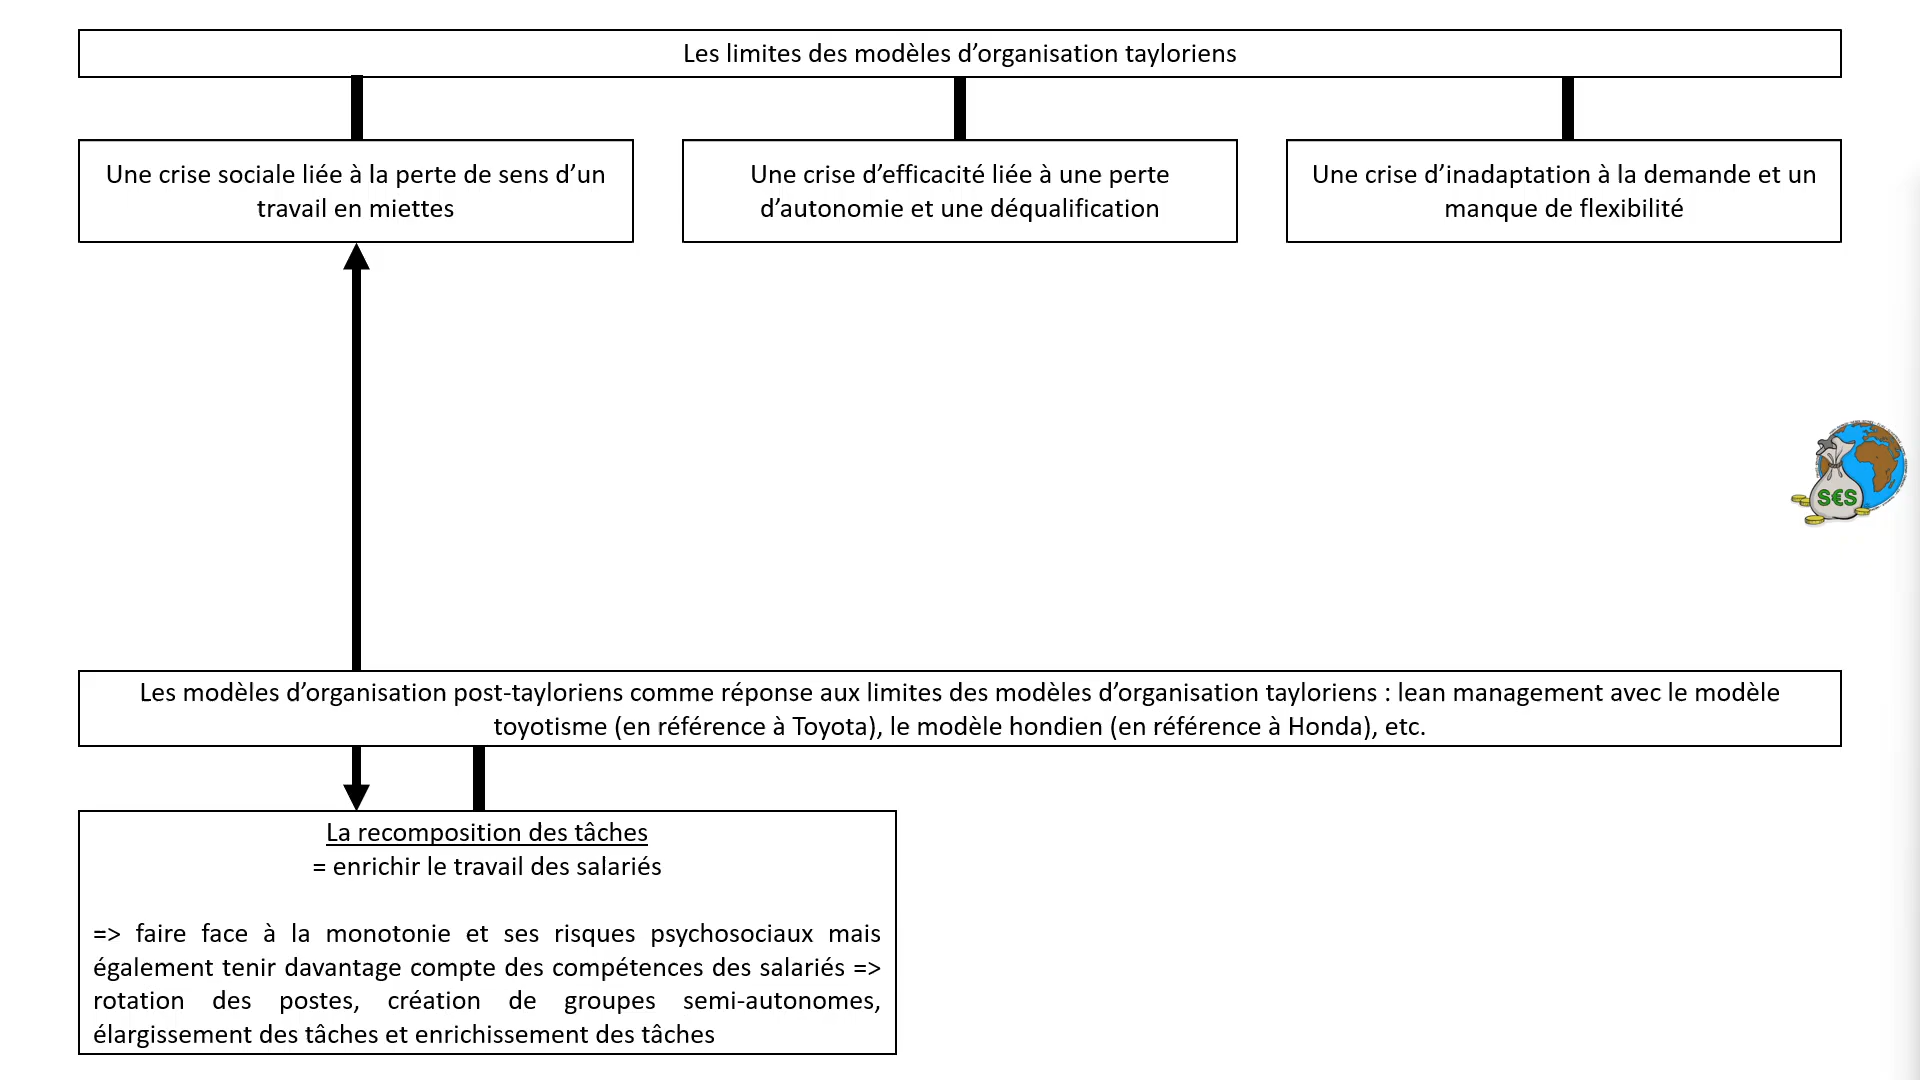 Les limites des modèles d’organisation tayloriens
Une crise sociale liée à la perte de sens d’un
travail en miettes
Une crise d’efficacité liée à une perte
d’autonomie et une déqualification
Une crise d’inadaptation à la demande et un
manque de flexibilité
S€S
Les modèles d’organisation post-tayloriens comme réponse aux limites des modèles d’organisation tayloriens : lean management avec le modèle
toyotisme (en référence à Toyota), le modèle hondien (en référence à Honda), etc.
La recomposition des tâches
= enrichir le travail des salariés
=> faire face à la monotonie et ses risques psychosociaux mais
également tenir davantage compte des compétences des salariés =>
rotation des postes, création de groupes semi-autonomes,
élargissement des tâches et enrichissement des tâches